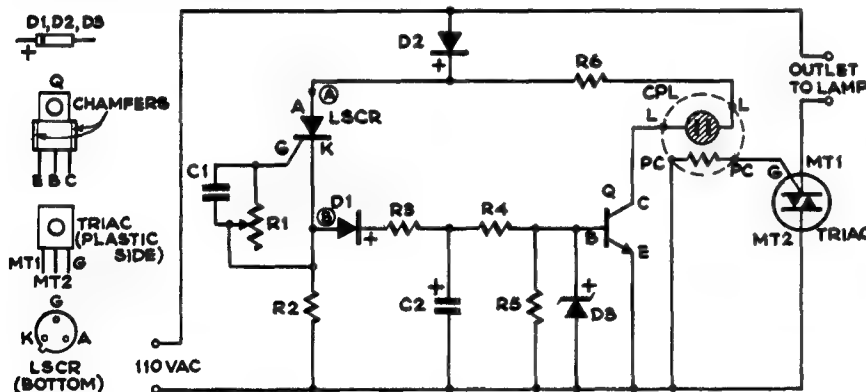 D1, D2, D3
+
Q
CHAMFERS
E B C
TRIAC
(PLASTIC
SIDE)
MT1 G
MT2
G
K A
LSCR
(BOTTOM)
110 VAC
D2
+
R6
A
A
LSCR
G
K
C1
R1
B
D1
+
R3
R4
R2
+
C2
R5
+
D3
Q
B
C
E
CPL
L
L
PC
PC
G
OUTLET
TO LAMP
MT1
MT2
TRIAC